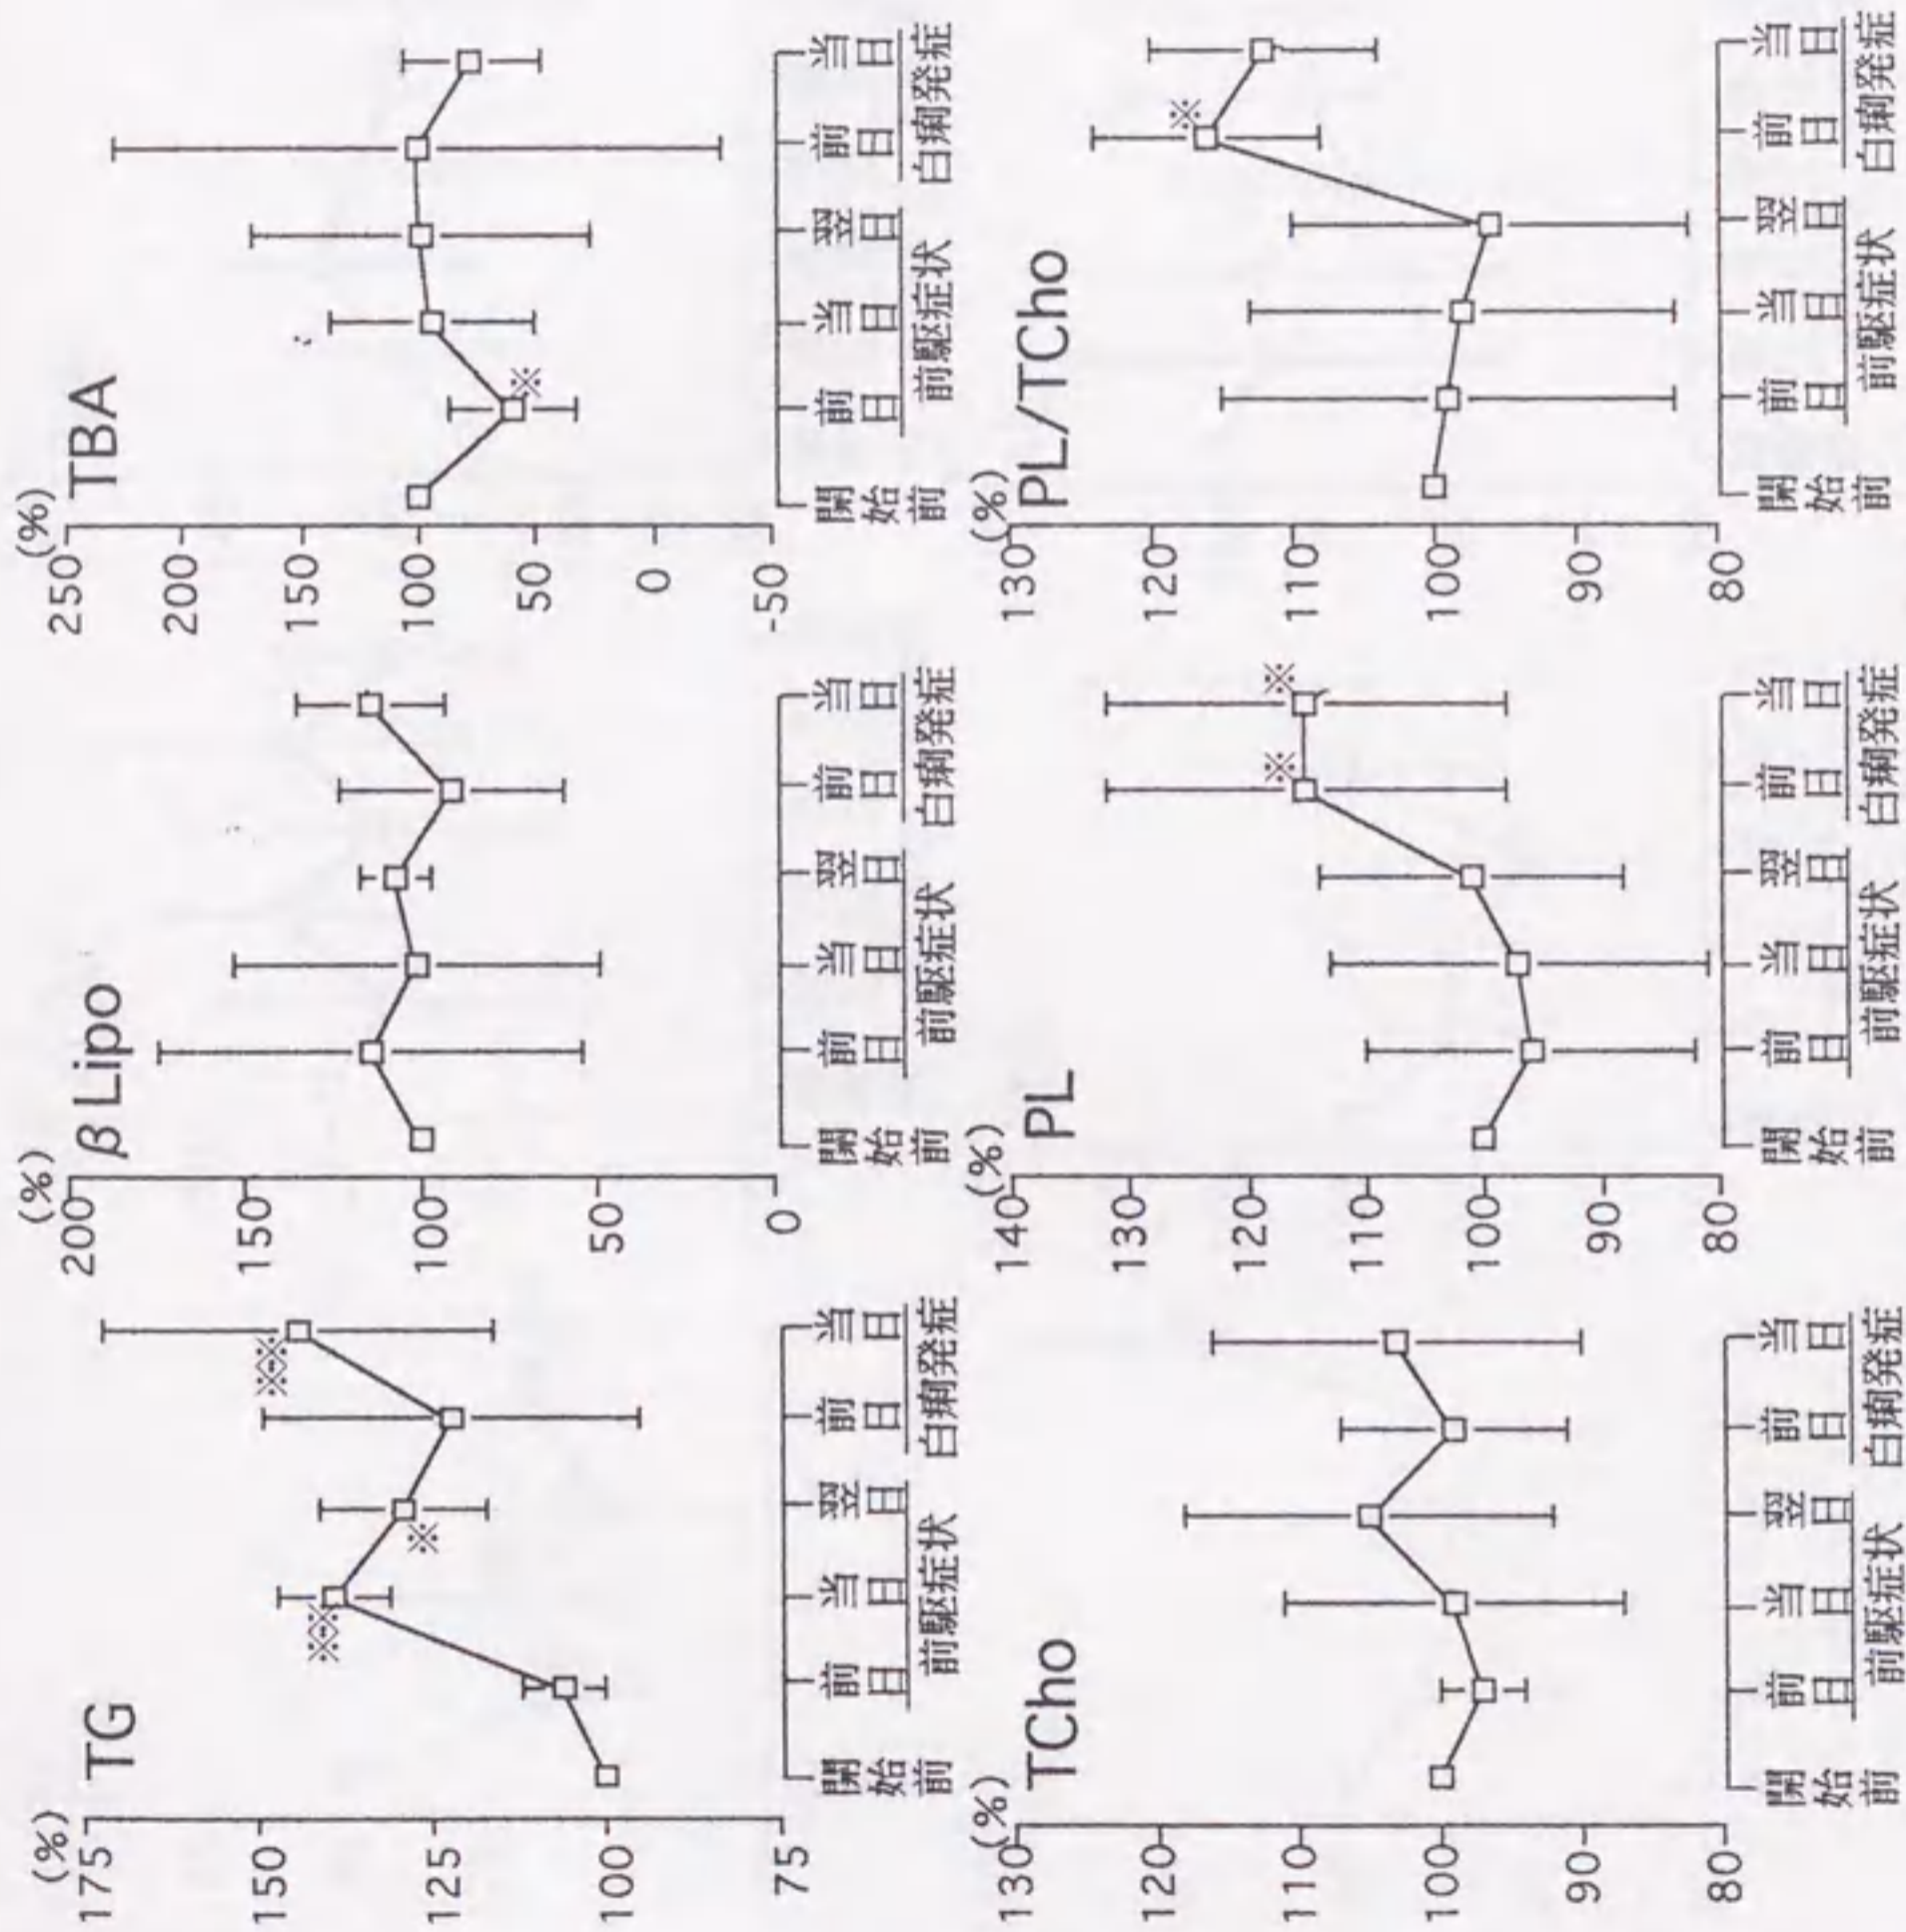 TG
(%)
175
150
125
100
75
※※
※
※※
開始前
前日
当日
翌日
前駆症状
前日
当日
白痢発症
β Lipo
(%)
200
150
100
50
0
開始前
前日
当日
翌日
前駆症状
前日
当日
白痢発症
TBA
(%)
250
200
150
100
50
0
-50
※
開始前
前日
当日
翌日
前駆症状
前日
当日
白痢発症
TCho
(%)
130
120
110
100
90
80
開始前
前日
当日
翌日
前駆症状
前日
当日
白痢発症
PL
(%)
140
130
120
110
100
90
80
※
※
開始前
前日
当日
翌日
前駆症状
前日
当日
白痢発症
PL/TCho
(%)
130
120
110
100
90
80
※
開始前
前日
当日
翌日
前駆症状
前日
当日
白痢発症